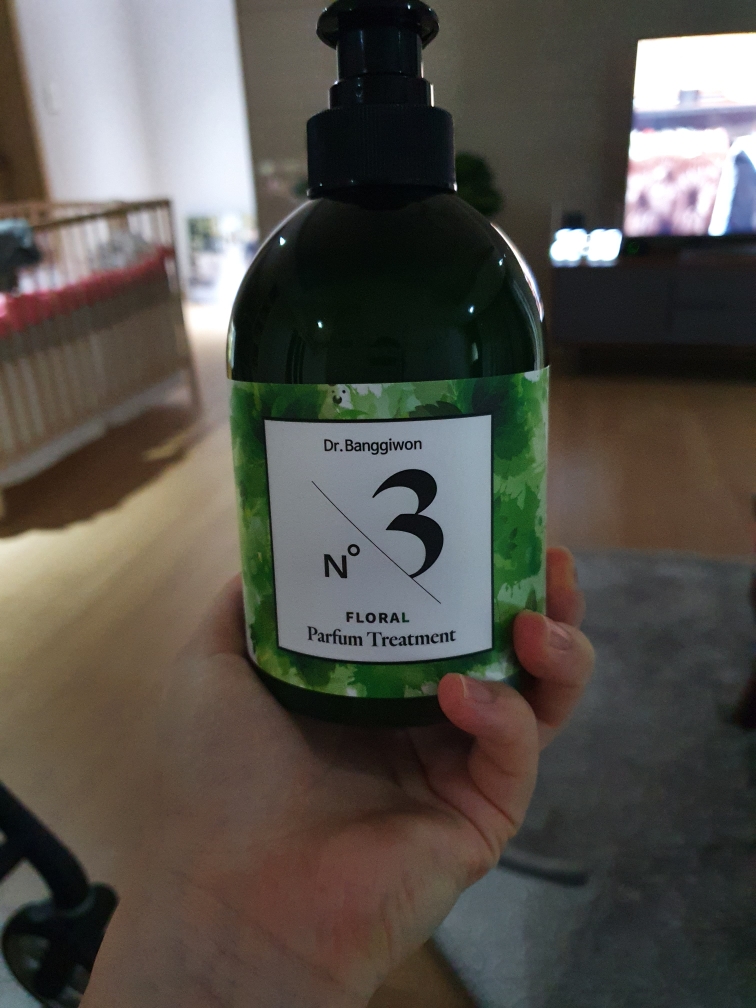 Dr.Banggiwon
N° 3
FLORAL
Parfum Treatment